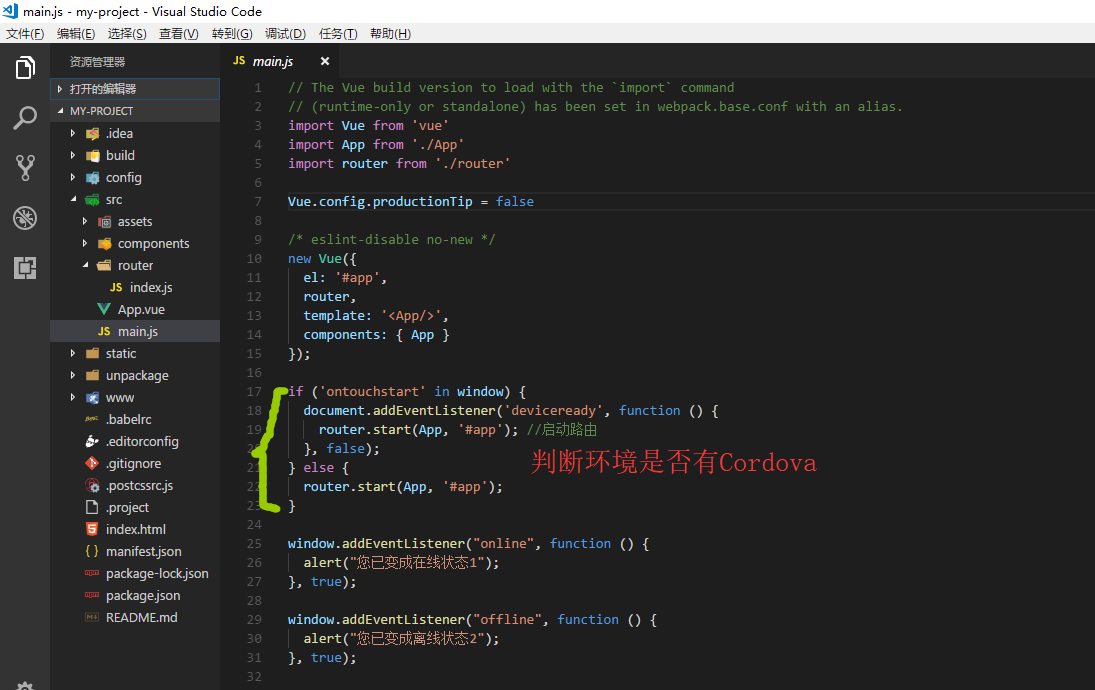 main.js - my-project - Visual Studio Code
文件(F) 编辑(E) 选择(S) 查看(V) 转到(G) 调试(D) 任务(T) 帮助(H)
资源管理器
打开的编辑器
MY-PROJECT
.idea
build
config
src
assets
components
router
JS index.js
App.vue
JS main.js
static
unpackage
www
.babelrc
.editorconfig
.gitignore
.postcssrc.js
.project
index.html
manifest.json
package-lock.json
package.json
README.md
JS main.js ×
1 // The Vue build version to load with the `import` command
2 // (runtime-only or standalone) has been set in webpack.base.conf with an alias.
3 import Vue from 'vue'
4 import App from './App'
5 import router from './router'
6
7 Vue.config.productionTip = false
8
9 /* eslint-disable no-new */
10 new Vue({
11 el: '#app',
12 router,
13 template: '<App/>',
14 components: { App }
15 });
16
17 if ('ontouchstart' in window) {
18 document.addEventListener('deviceready', function () {
19 router.start(App, '#app'); //启动路由
20 }, false);
21 } else {
22 router.start(App, '#app');
23 }
判断环境是否有Cordova
24
25 window.addEventListener("online", function () {
26 alert("您已变成在线状态1");
27 }, true);
28
29 window.addEventListener("offline", function () {
30 alert("您已变成离线状态2");
31 }, true);
32